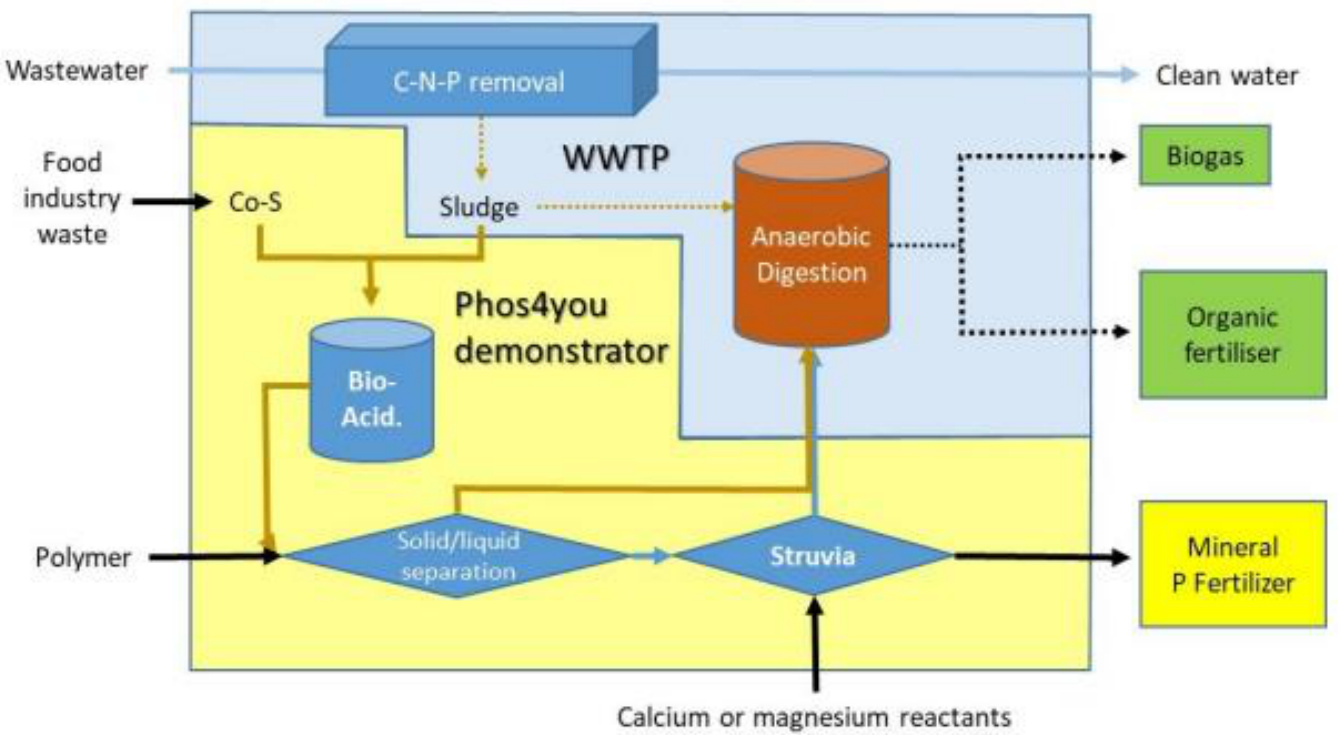 Wastewater
C-N-P removal
Clean water
Food
industry
waste
Co-S
Sludge
WWTP
Anaerobic
Digestion
Biogas
Organic
fertiliser
Phos4you
demonstrator
Bio-
Acid.
Polymer
Solid/liquid
separation
Struvia
Mineral
P Fertilizer
Calcium or magnesium reactants